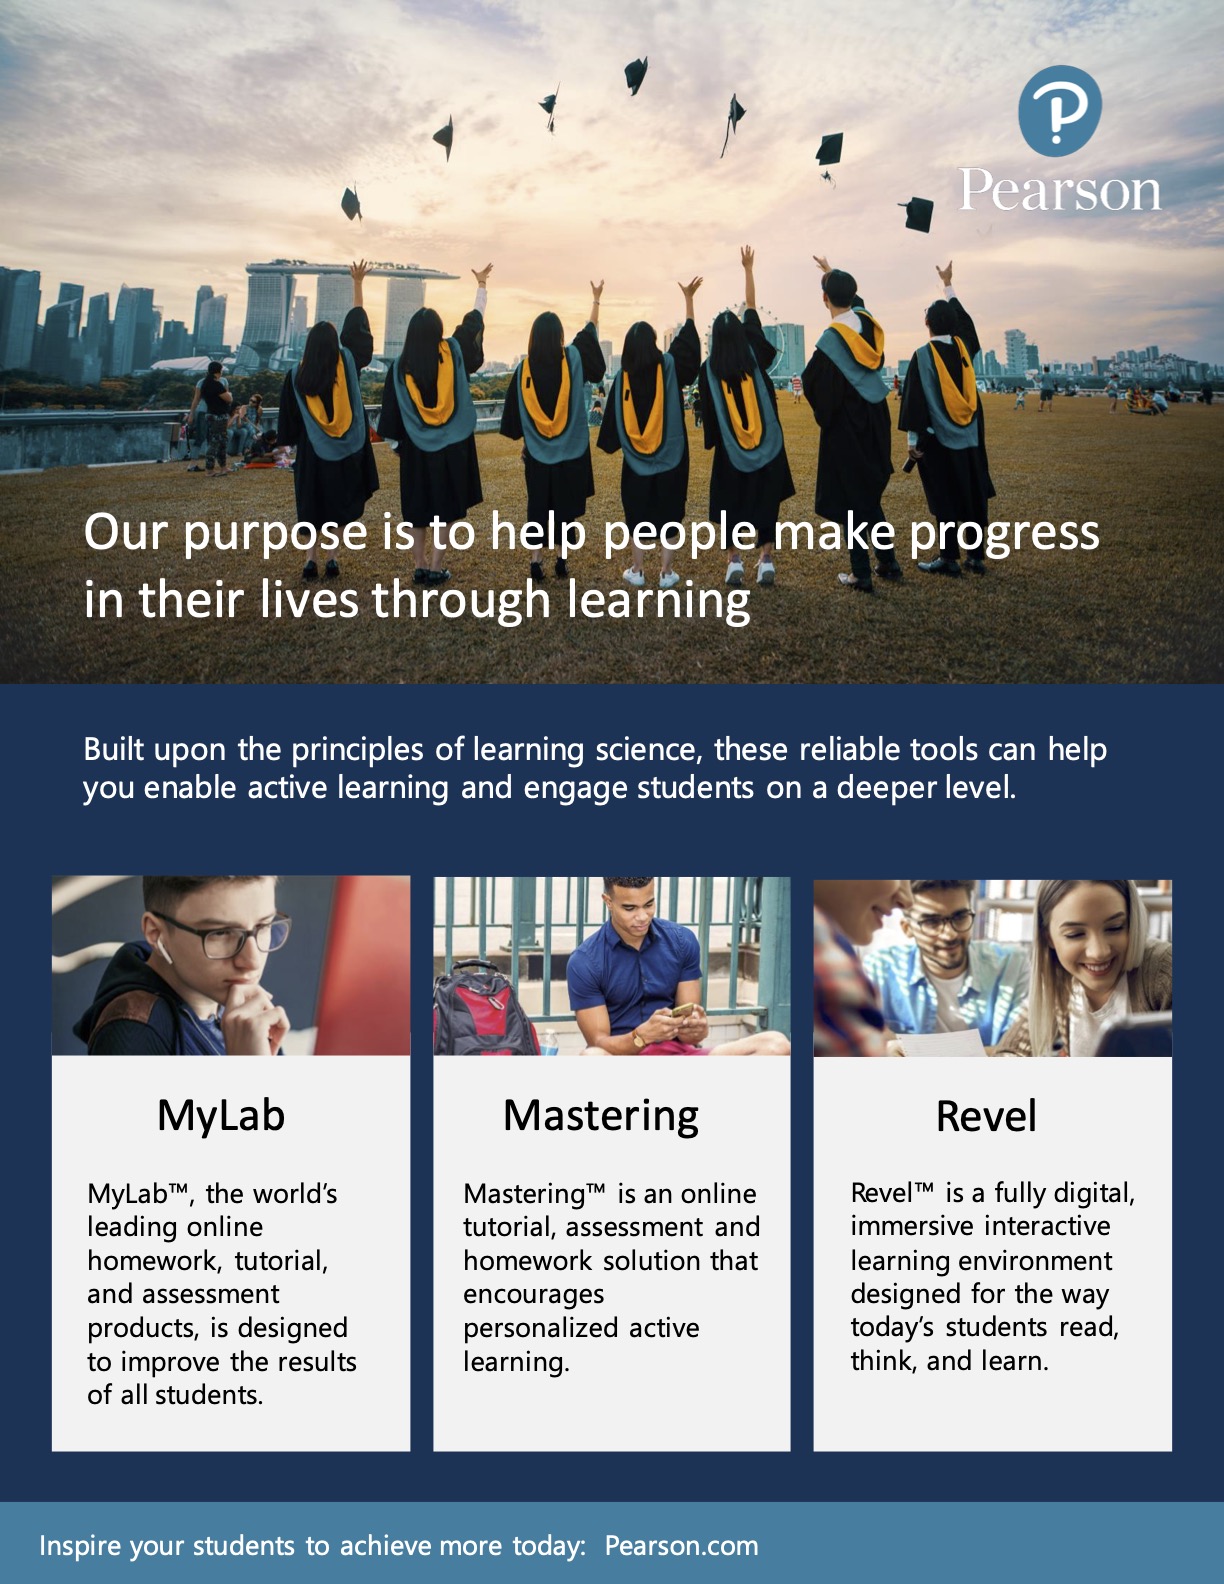 Pearson
Our purpose is to help people make progress
in their lives through learning
Built upon the principles of learning science, these reliable tools can help
you enable active learning and engage students on a deeper level.
MyLab
MyLab™, the world’s
leading online
homework, tutorial,
and assessment
products, is designed
to improve the results
of all students.
Mastering
Mastering™ is an online
tutorial, assessment and
homework solution that
encourages
personalized active
learning.
Revel
Revel™ is a fully digital,
immersive interactive
learning environment
designed for the way
today’s students read,
think, and learn.
Inspire your students to achieve more today: Pearson.com